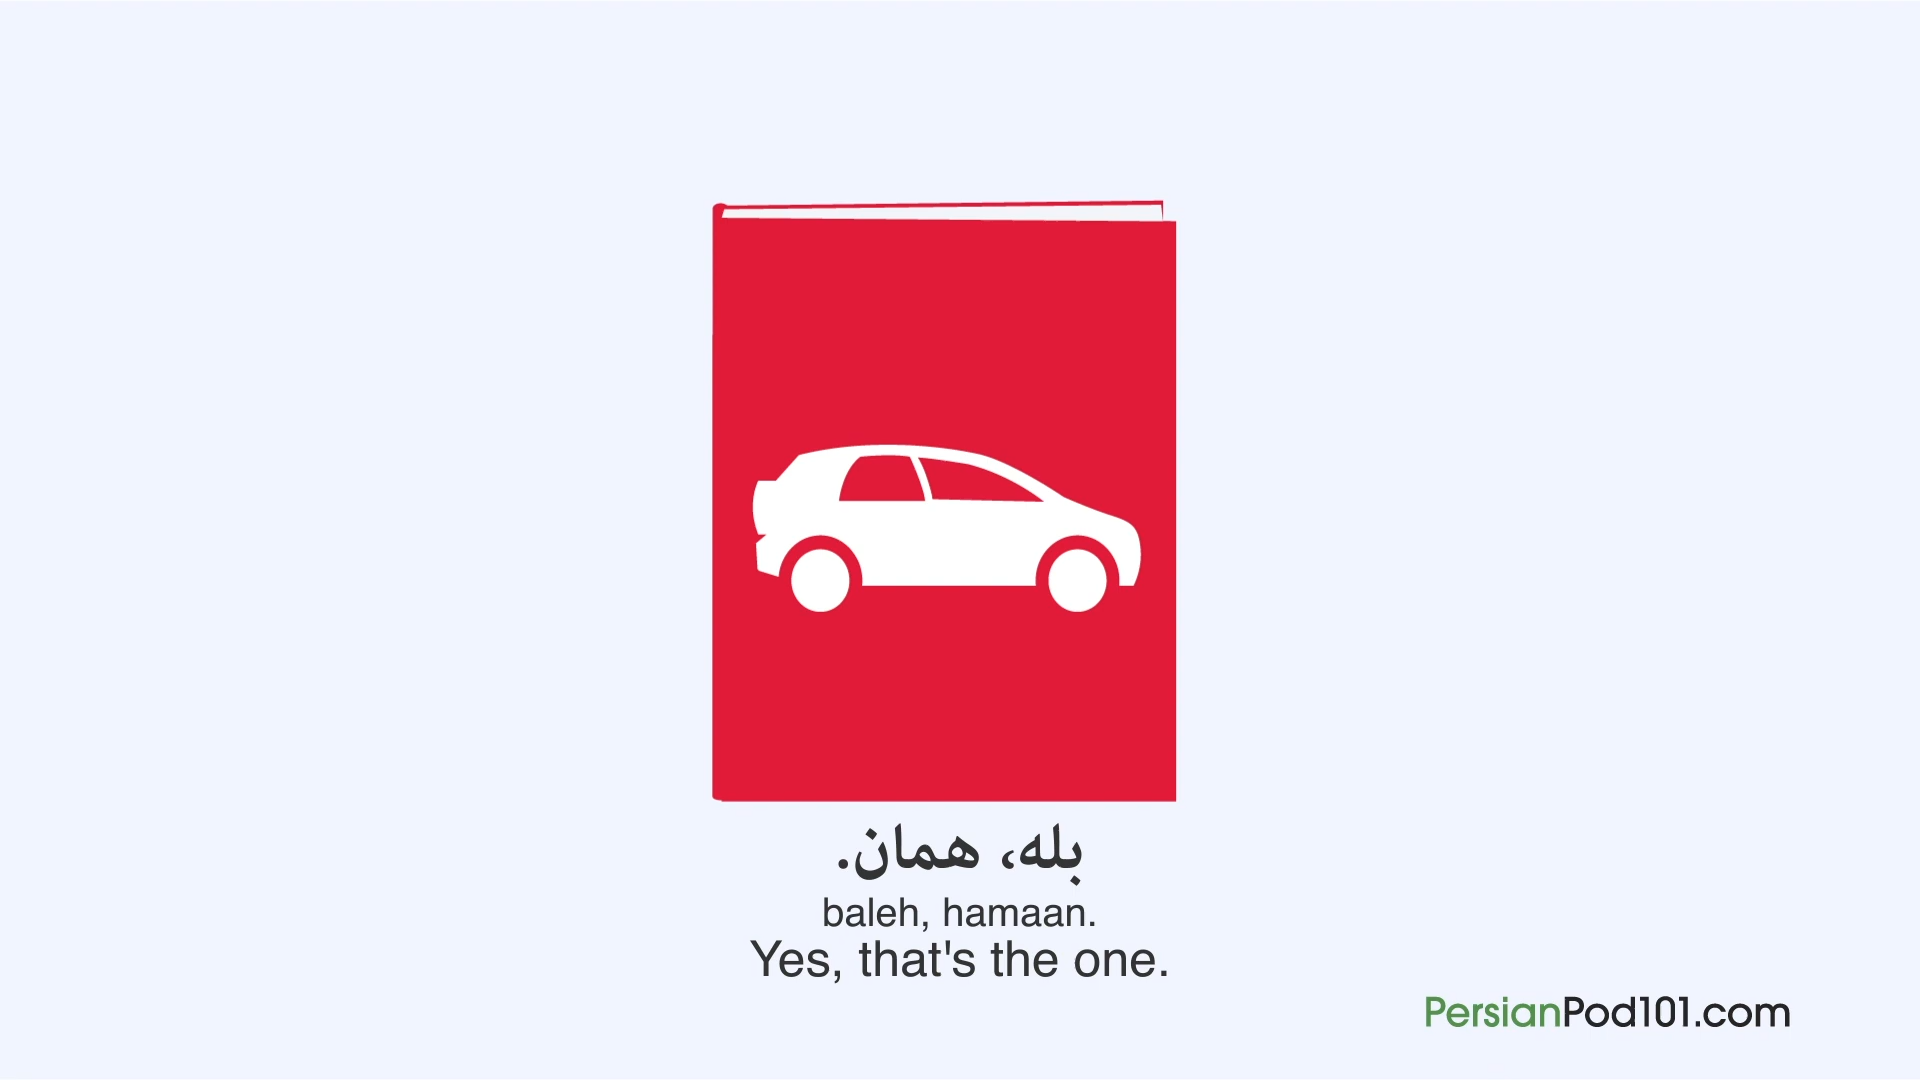 بله، همان.
baleh, hamaan.
Yes, that's the one.
PersianPod101.com